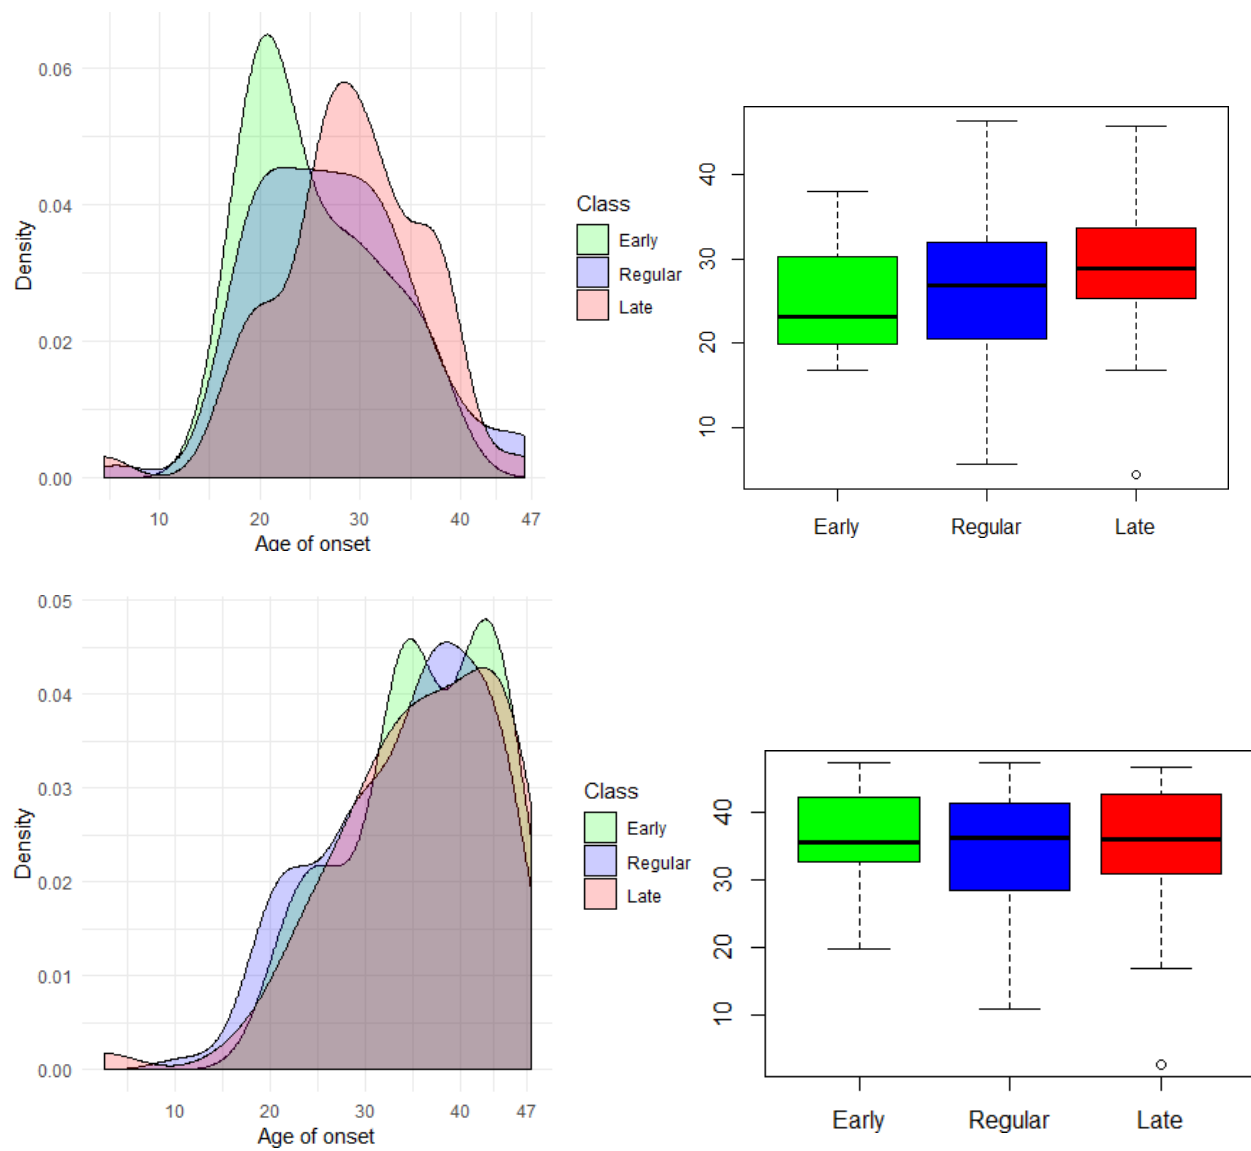 0.06
0.04
0.02
0.00
Density
10 20 30 40 47
Age of onset
Class
Early
Regular
Late
40
30
20
10
Early Regular Late
0.05
0.04
0.03
0.02
0.01
0.00
Density
10 20 30 40 47
Age of onset
Class
Early
Regular
Late
40
30
20
10
Early Regular Late